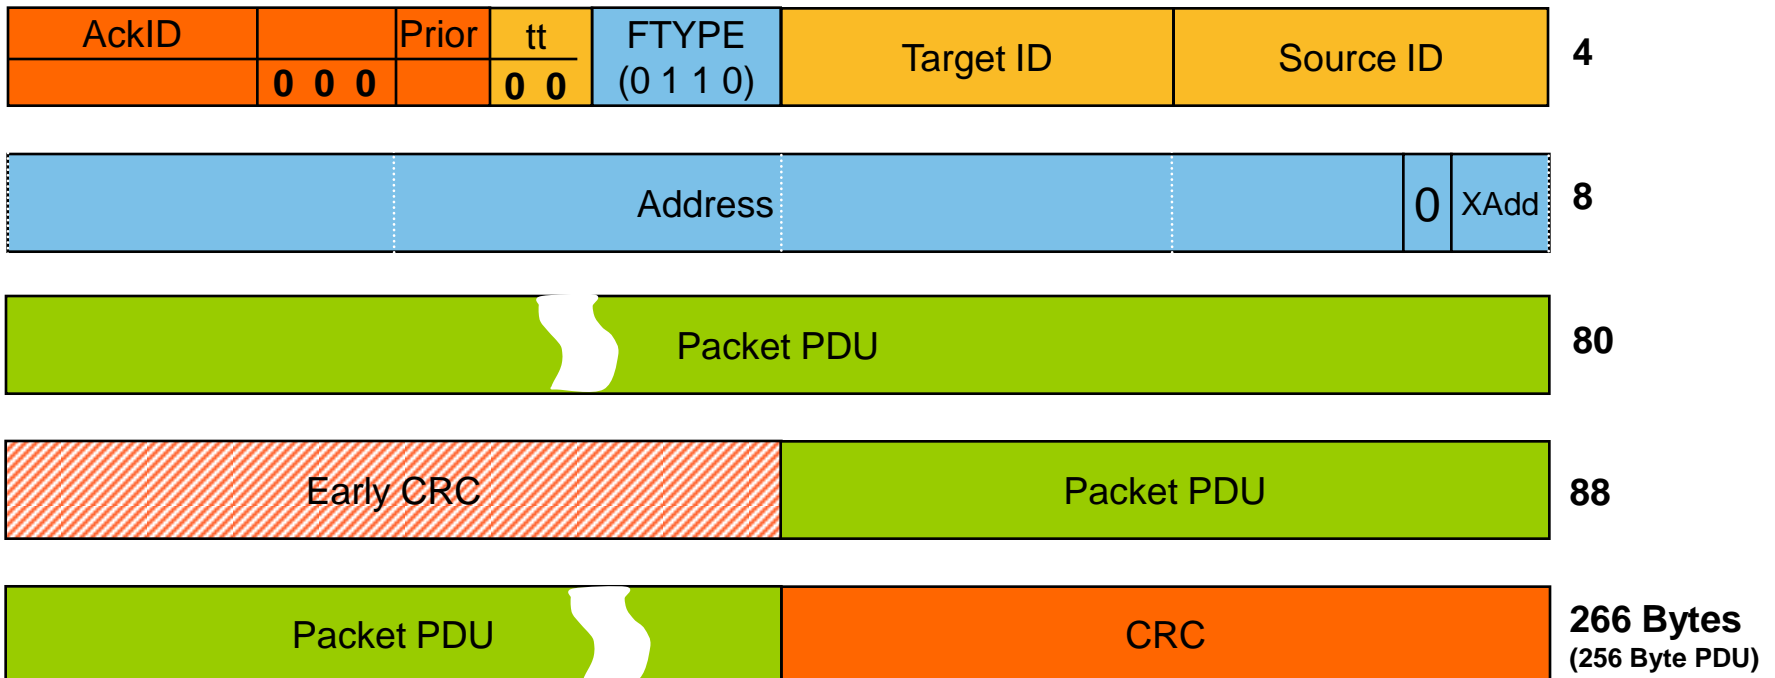 AckID Prior tt FTYPE Target ID Source ID 4
0 0 0 0 0 (0 1 1 0)
Address 0 XAdd 8
Packet PDU 80
Early CRC Packet PDU 88
Packet PDU CRC 266 Bytes
(256 Byte PDU)